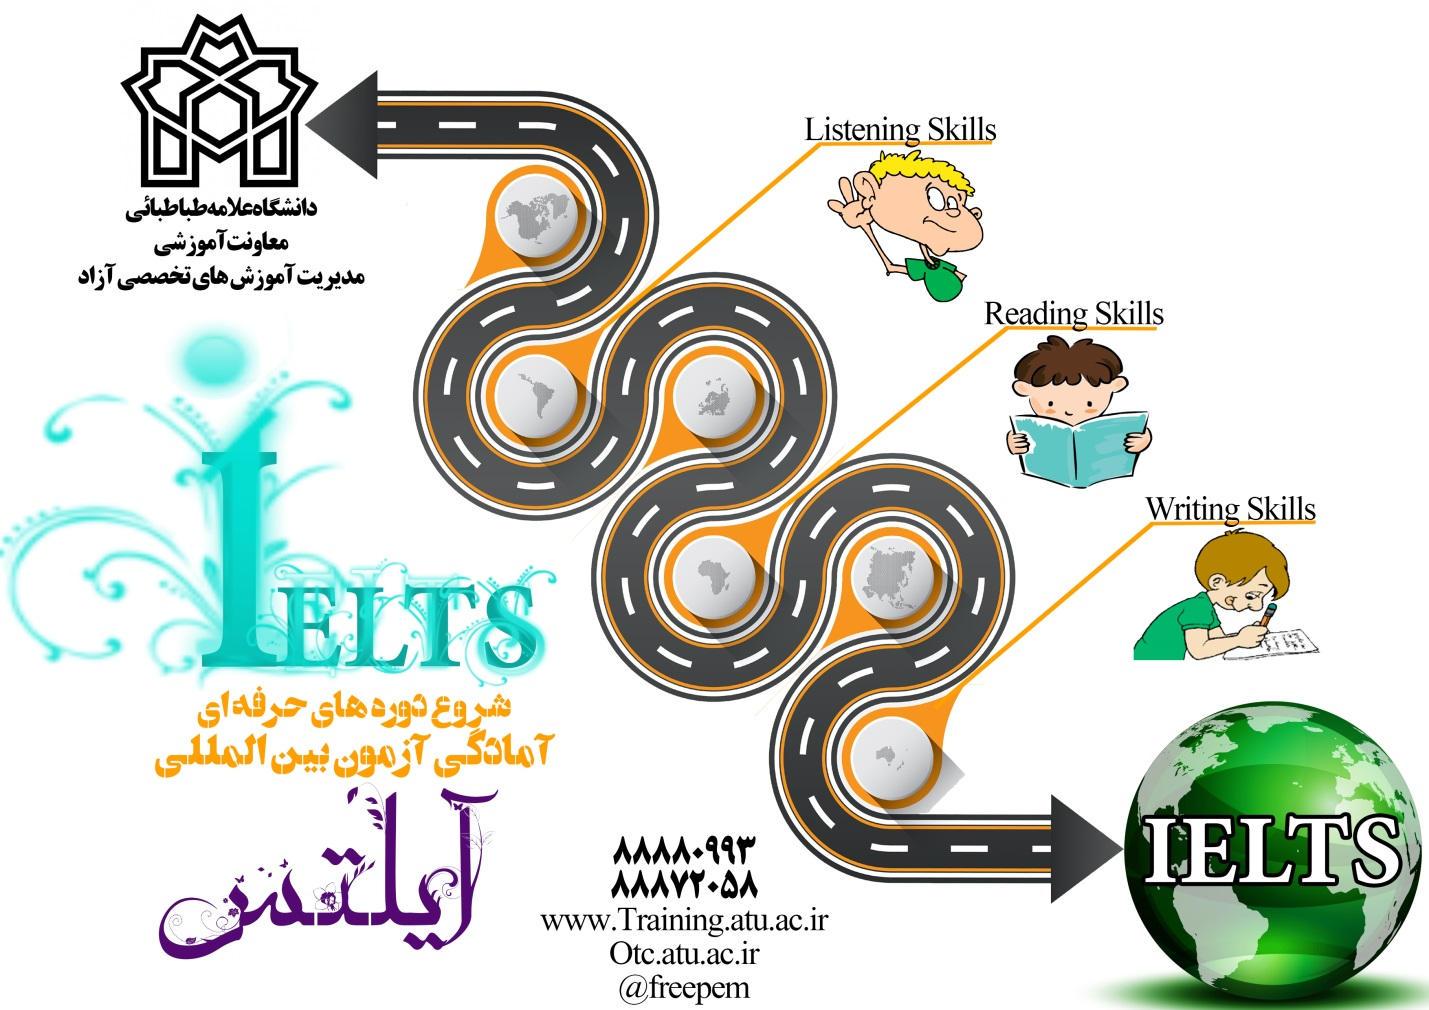 دانشگاه علامه طباطبائی
معاونت آموزشی
مدیریت آموزش های تخصصی آزاد
Listening Skills
Reading Skills
Writing Skills
IELTS
شروع دوره های حرفه ای
آمادگی آزمون بین المللی
آیلتس
۸۸۸۸۰۹۹۳
۸۸۸۷۲۰۵۸
www.Training.atu.ac.ir
Otc.atu.ac.ir
@freepem
IELTS